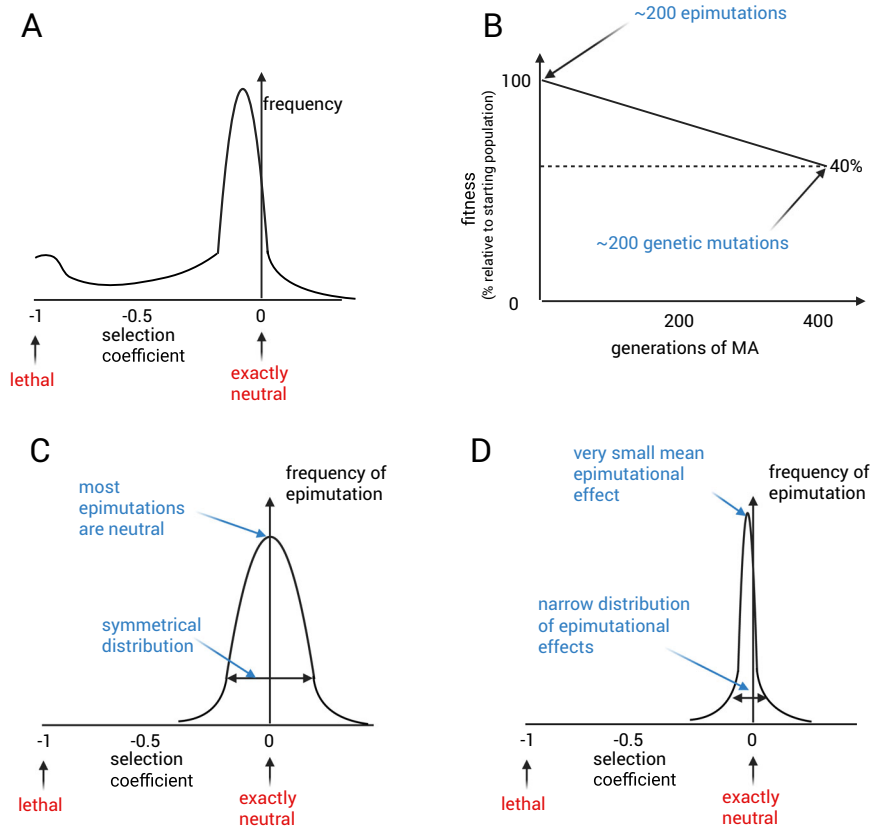 A
frequency
-1
-0.5
0
selection
coefficient
lethal
exactly
neutral
B
~200 epimutations
100
fitness
(% relative to starting population)
40%
~200 genetic mutations
0
200
400
generations of MA
C
most
epimutations
are neutral
frequency of
epimutation
symmetrical
distribution
-1
-0.5
0
selection
coefficient
lethal
exactly
neutral
D
very small mean
epimutational
effect
frequency of
epimutation
narrow distribution
of epimutational
effects
-1
-0.5
0
selection
coefficient
lethal
exactly
neutral